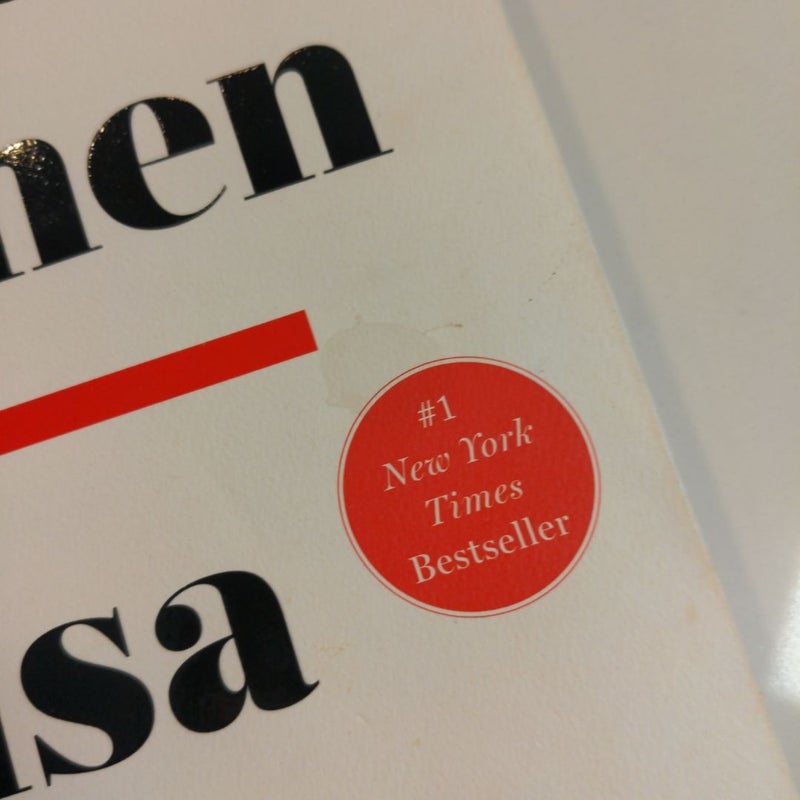 men
#1
New York
Times
Bestseller
isa